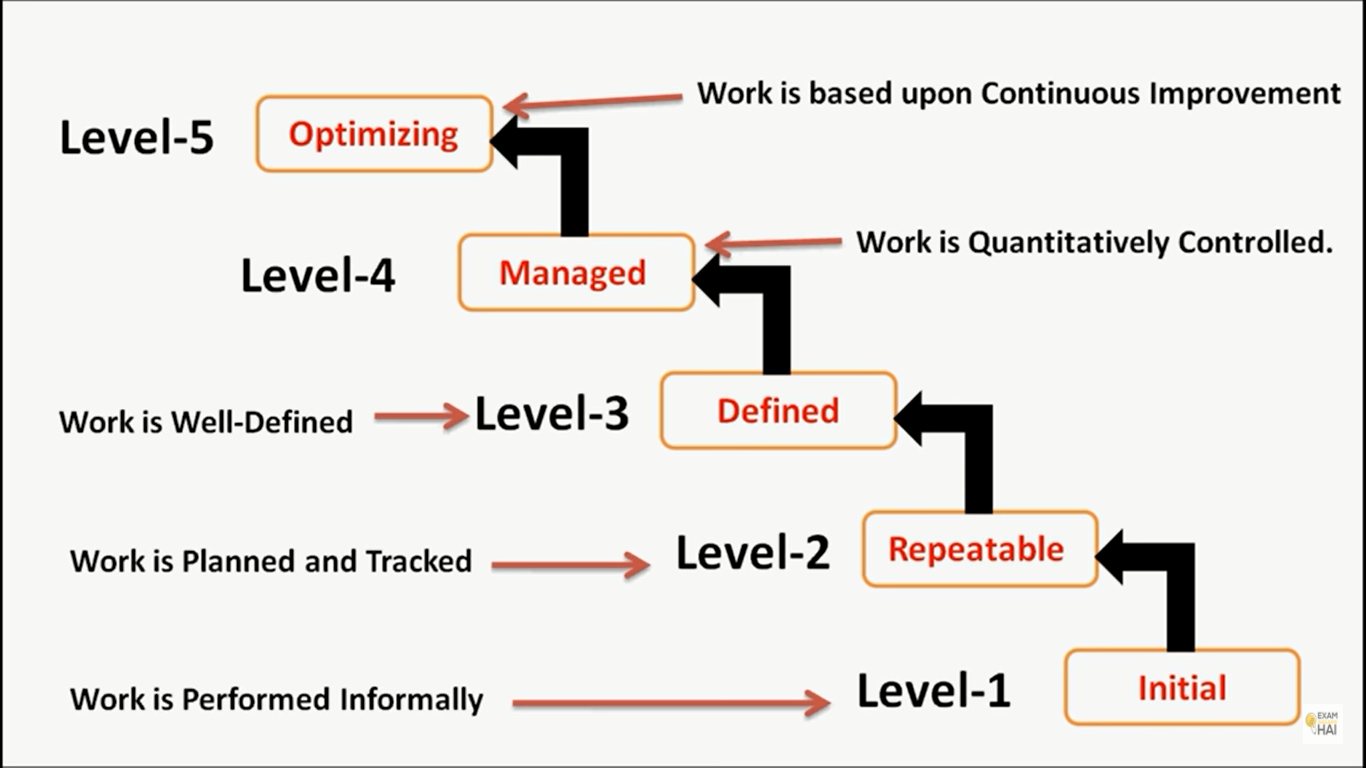 Work is based upon Continuous Improvement
Level-5
Optimizing
Work is Quantitatively Controlled.
Level-4
Managed
Work is Well-Defined
Level-3
Defined
Work is Planned and Tracked
Level-2
Repeatable
Work is Performed Informally
Level-1
Initial
EXAM
HAI